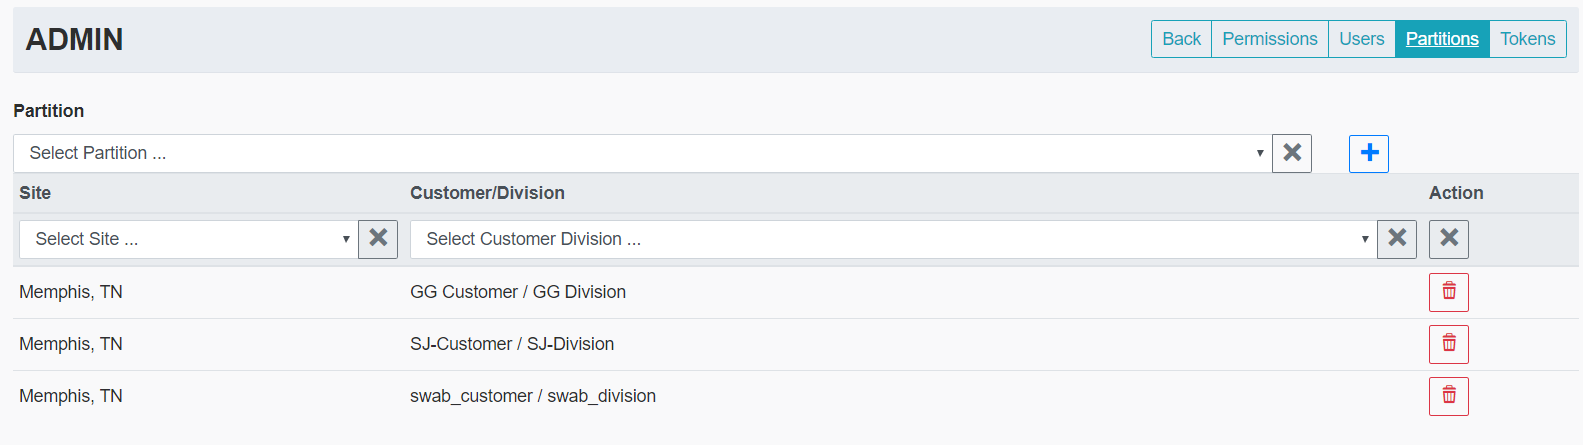 ADMIN
Back Permissions Users Partitions Tokens
Partition
Select Partition ...
Site Customer/Division Action
Select Site ... Select Customer Division ...
Memphis, TN GG Customer / GG Division
Memphis, TN SJ-Customer / SJ-Division
Memphis, TN swab_customer / swab_division